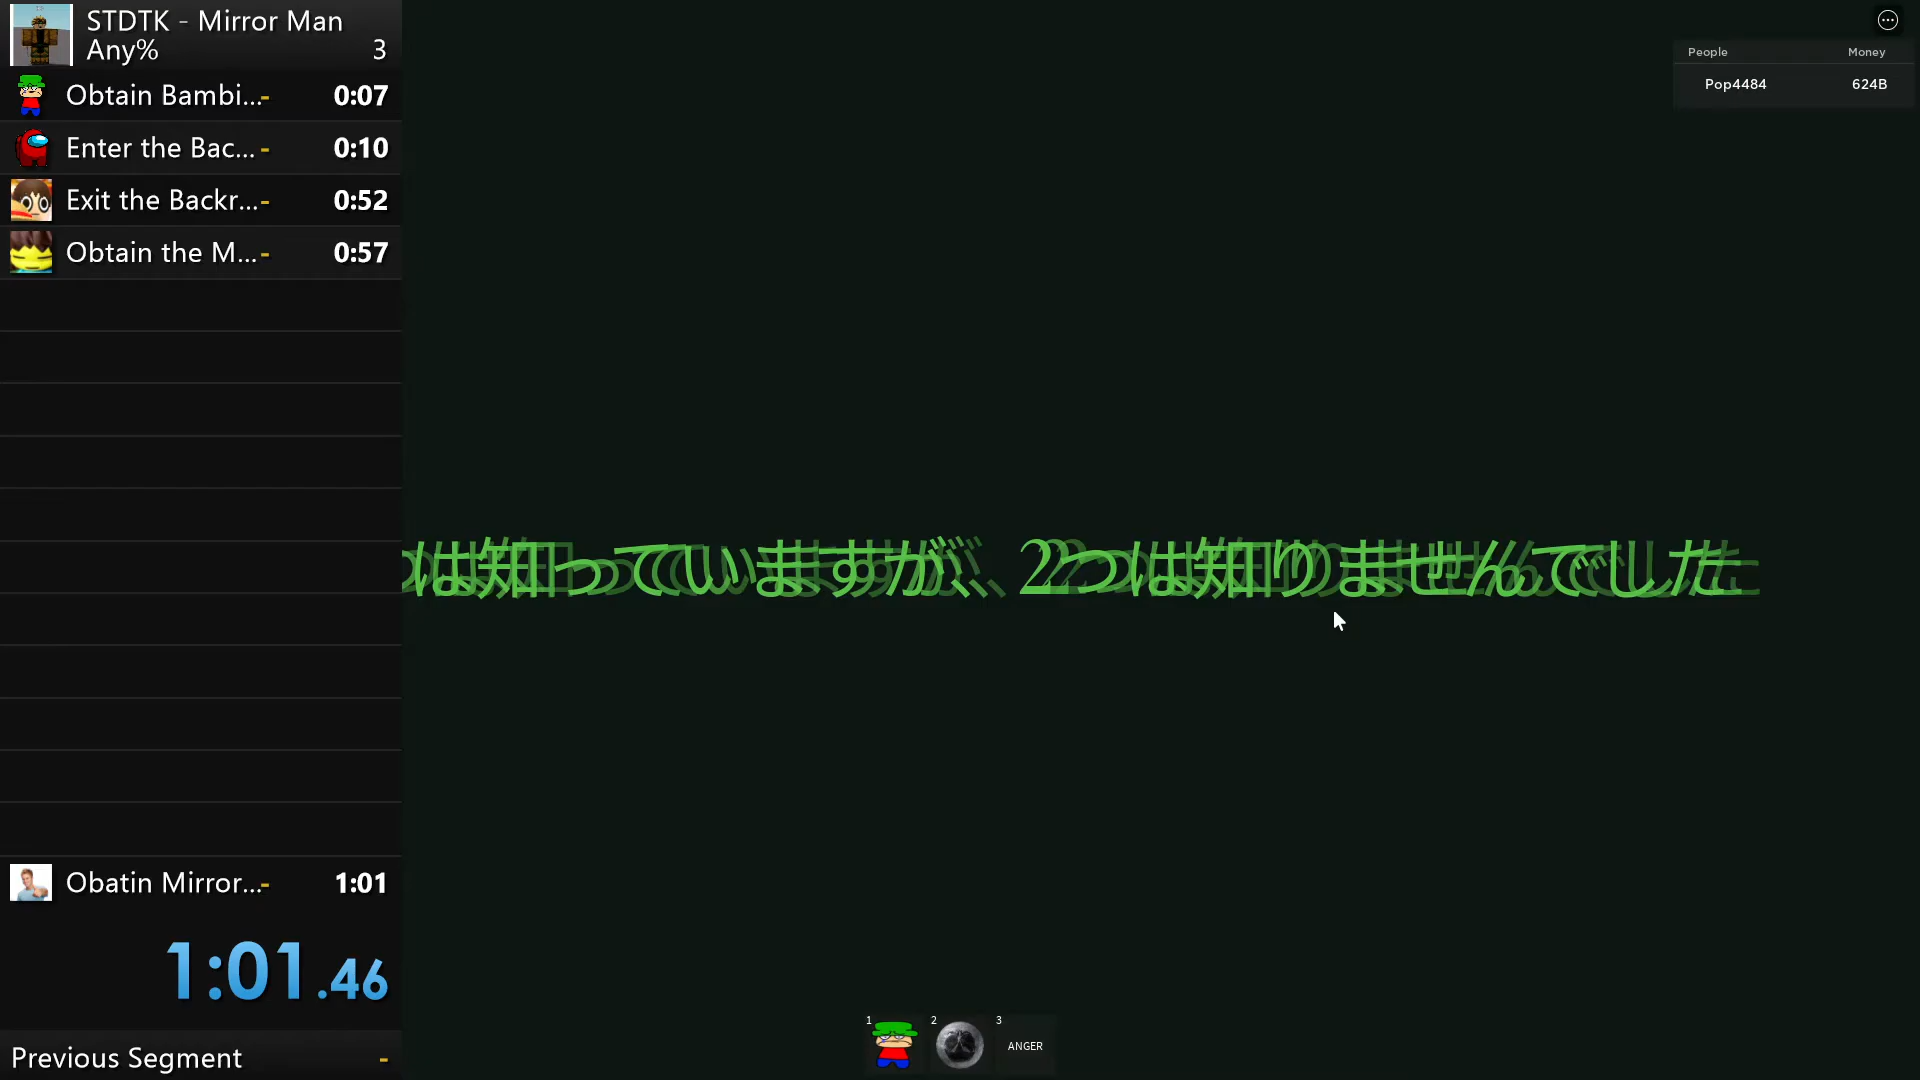 STDTK - Mirror Man
Any%
3
Obtain Bambi...-
0:07
Enter the Bac...-
0:10
Exit the Backr...-
0:52
Obtain the M...-
0:57
Obatin Mirror...-
1:01
1:01.46
Previous Segment
-
People
Money
Pop4484
624B
つは知っていますが、2つは知りませんでした
1
2
3
ANGER